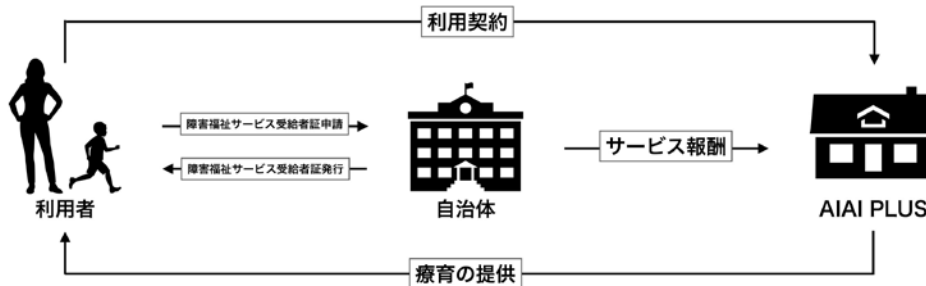 利用契約
障害福祉サービス受給者証申請
サービス報酬
障害福祉サービス受給者証発行
利用者
自治体
AIAI PLUS
療育の提供